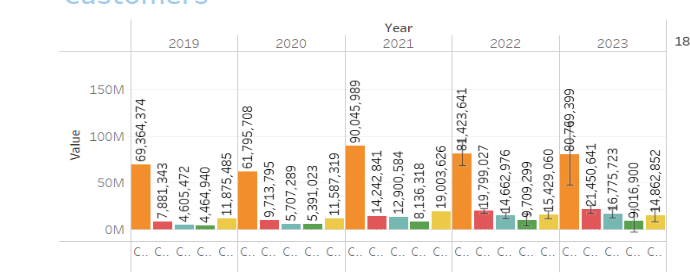 Customers
Year
2019 2020 2021 2022 2023
18
Value
150M
100M
50M
0M
69,364,374 7,881,343 4,605,472 4,464,940 11,875,485
61,795,708 9,713,795 5,707,289 5,391,023 11,587,319
90,045,989 14,242,841 12,900,584 8,136,318 19,003,626
81,423,641 19,799,027 14,662,976 9,709,299 15,429,060
80,769,399 21,450,641 16,775,723 9,016,900 14,862,852
C.. C.. C.. C.. C.. C.. C.. C.. C.. C.. C.. C.. C.. C.. C.. C.. C.. C.. C.. C.. C.. C.. C.. C.. C..